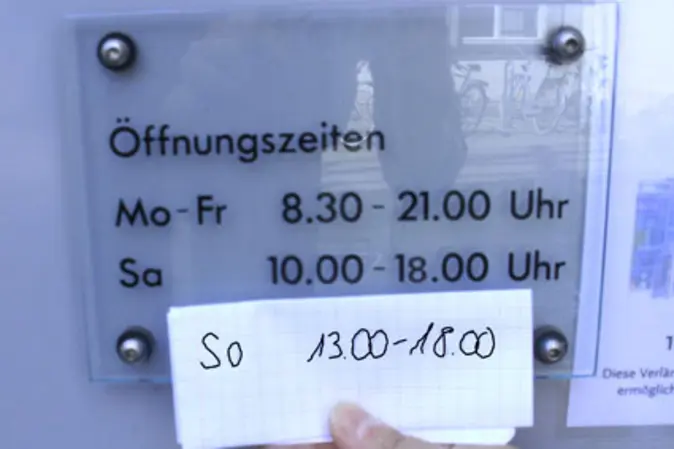 Öffnungszeiten
Mo-Fr 8.30 - 21.00 Uhr
Sa 10.00 - 18.00 Uhr
So 13.00-18.00